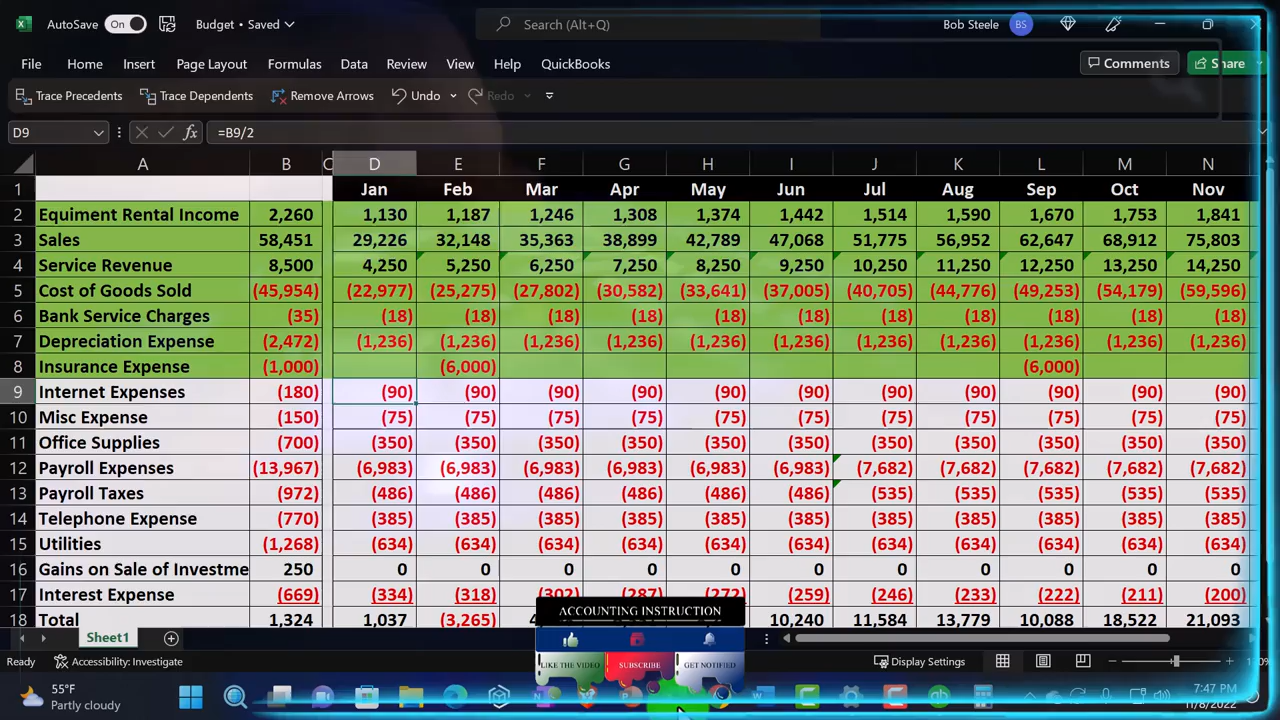 AutoSave On Budget • Saved Search (Alt+Q) Bob Steele BS
File Home Insert Page Layout Formulas Data Review View Help QuickBooks Comments Share
Trace Precedents Trace Dependents Remove Arrows Undo Redo
D9 fx =B9/2
A B C D E F G H I J K L M N
1 Jan Feb Mar Apr May Jun Jul Aug Sep Oct Nov
2 Equiment Rental Income 2,260 1,130 1,187 1,246 1,308 1,374 1,442 1,514 1,590 1,670 1,753 1,841
3 Sales 58,451 29,226 32,148 35,363 38,899 42,789 47,068 51,775 56,952 62,647 68,912 75,803
4 Service Revenue 8,500 4,250 5,250 6,250 7,250 8,250 9,250 10,250 11,250 12,250 13,250 14,250
5 Cost of Goods Sold (45,954) (22,977) (25,275) (27,802) (30,582) (33,641) (37,005) (40,705) (44,776) (49,253) (54,179) (59,596)
6 Bank Service Charges (35) (18) (18) (18) (18) (18) (18) (18) (18) (18) (18) (18)
7 Depreciation Expense (2,472) (1,236) (1,236) (1,236) (1,236) (1,236) (1,236) (1,236) (1,236) (1,236) (1,236) (1,236)
8 Insurance Expense (1,000) (6,000) (6,000)
9 Internet Expenses (180) (90) (90) (90) (90) (90) (90) (90) (90) (90) (90) (90)
10 Misc Expense (150) (75) (75) (75) (75) (75) (75) (75) (75) (75) (75) (75)
11 Office Supplies (700) (350) (350) (350) (350) (350) (350) (350) (350) (350) (350) (350)
12 Payroll Expenses (13,967) (6,983) (6,983) (6,983) (6,983) (6,983) (6,983) (7,682) (7,682) (7,682) (7,682) (7,682)
13 Payroll Taxes (972) (486) (486) (486) (486) (486) (486) (535) (535) (535) (535) (535)
14 Telephone Expense (770) (385) (385) (385) (385) (385) (385) (385) (385) (385) (385) (385)
15 Utilities (1,268) (634) (634) (634) (634) (634) (634) (634) (634) (634) (634) (634)
16 Gains on Sale of Investme 250 0 0 0 0 0 0 0 0 0 0 0
17 Interest Expense (669) (334) (318) (302) (287) (272) (259) (246) (233) (222) (211) (200)
18 Total 1,324 1,037 (3,265) 10,240 11,584 13,779 10,088 18,522 21,093
ACCOUNTING INSTRUCTION
LIKE THE VIDEO SUBSCRIBE GET NOTIFIED
Sheet1
Ready Accessibility: Investigate Display Settings
55°F
Partly cloudy
7:47 PM
11/8/2022